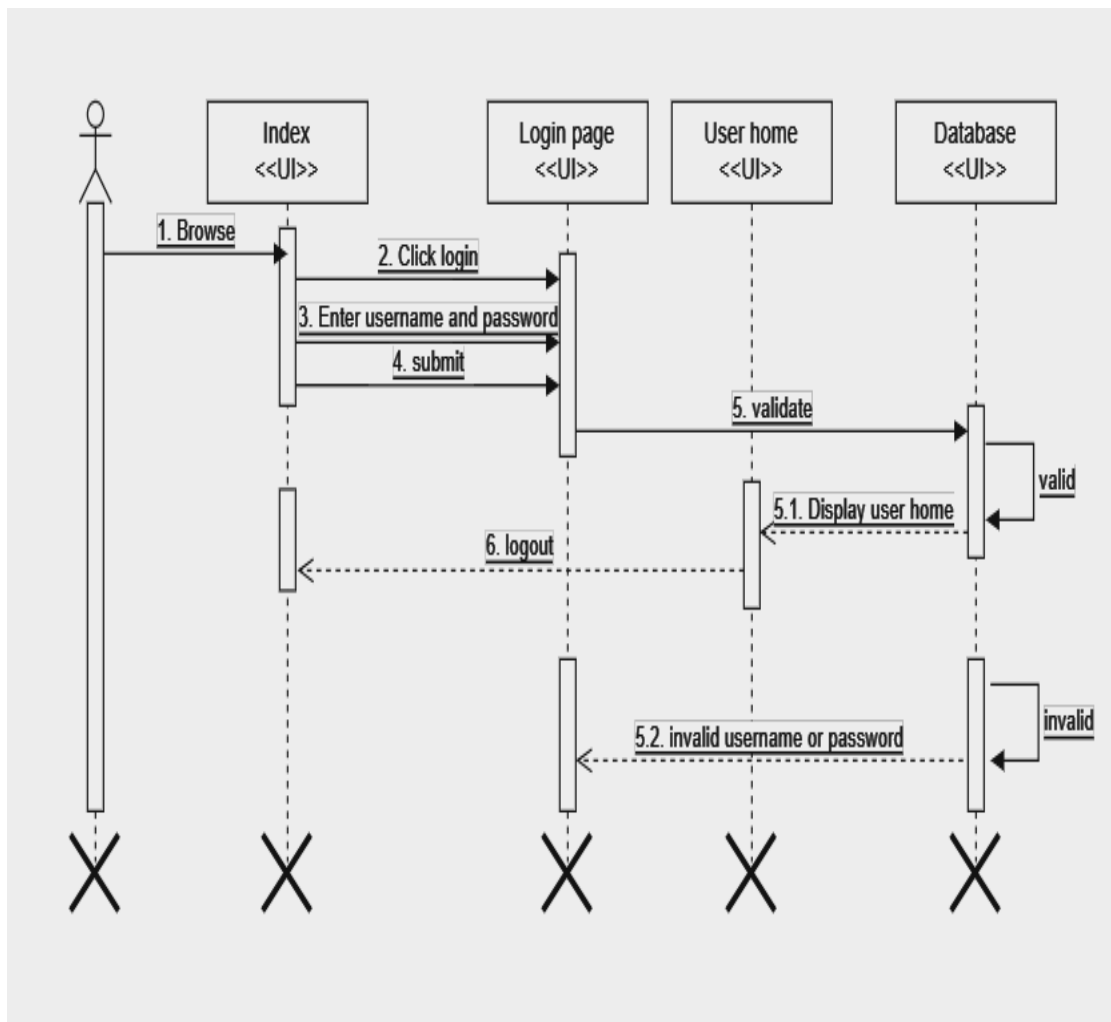 Index
<<UI>>
Login page
<<UI>>
User home
<<UI>>
Database
<<UI>>
1. Browse
2. Click login
3. Enter username and password
4. submit
5. validate
valid
5.1. Display user home
6. logout
invalid
5.2. invalid username or password